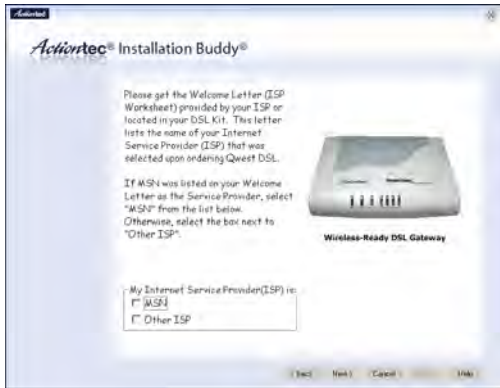 Actiontec
Actiontec® Installation Buddy®
Please get the Welcome Letter (ISP
Worksheet) provided by your ISP or
located in your DSL Kit. This letter
lists the name of your Internet
Service Provider (ISP) that was
selected upon ordering Qwest DSL.
If MSN was listed on your Welcome
Letter as the Service Provider, select
"MSN" from the list below.
Otherwise, select the box next to
"Other ISP".
Wireless-Ready DSL Gateway
My Internet Service Provider(ISP) is:
MSN
Other ISP
Back Next Cancel Help